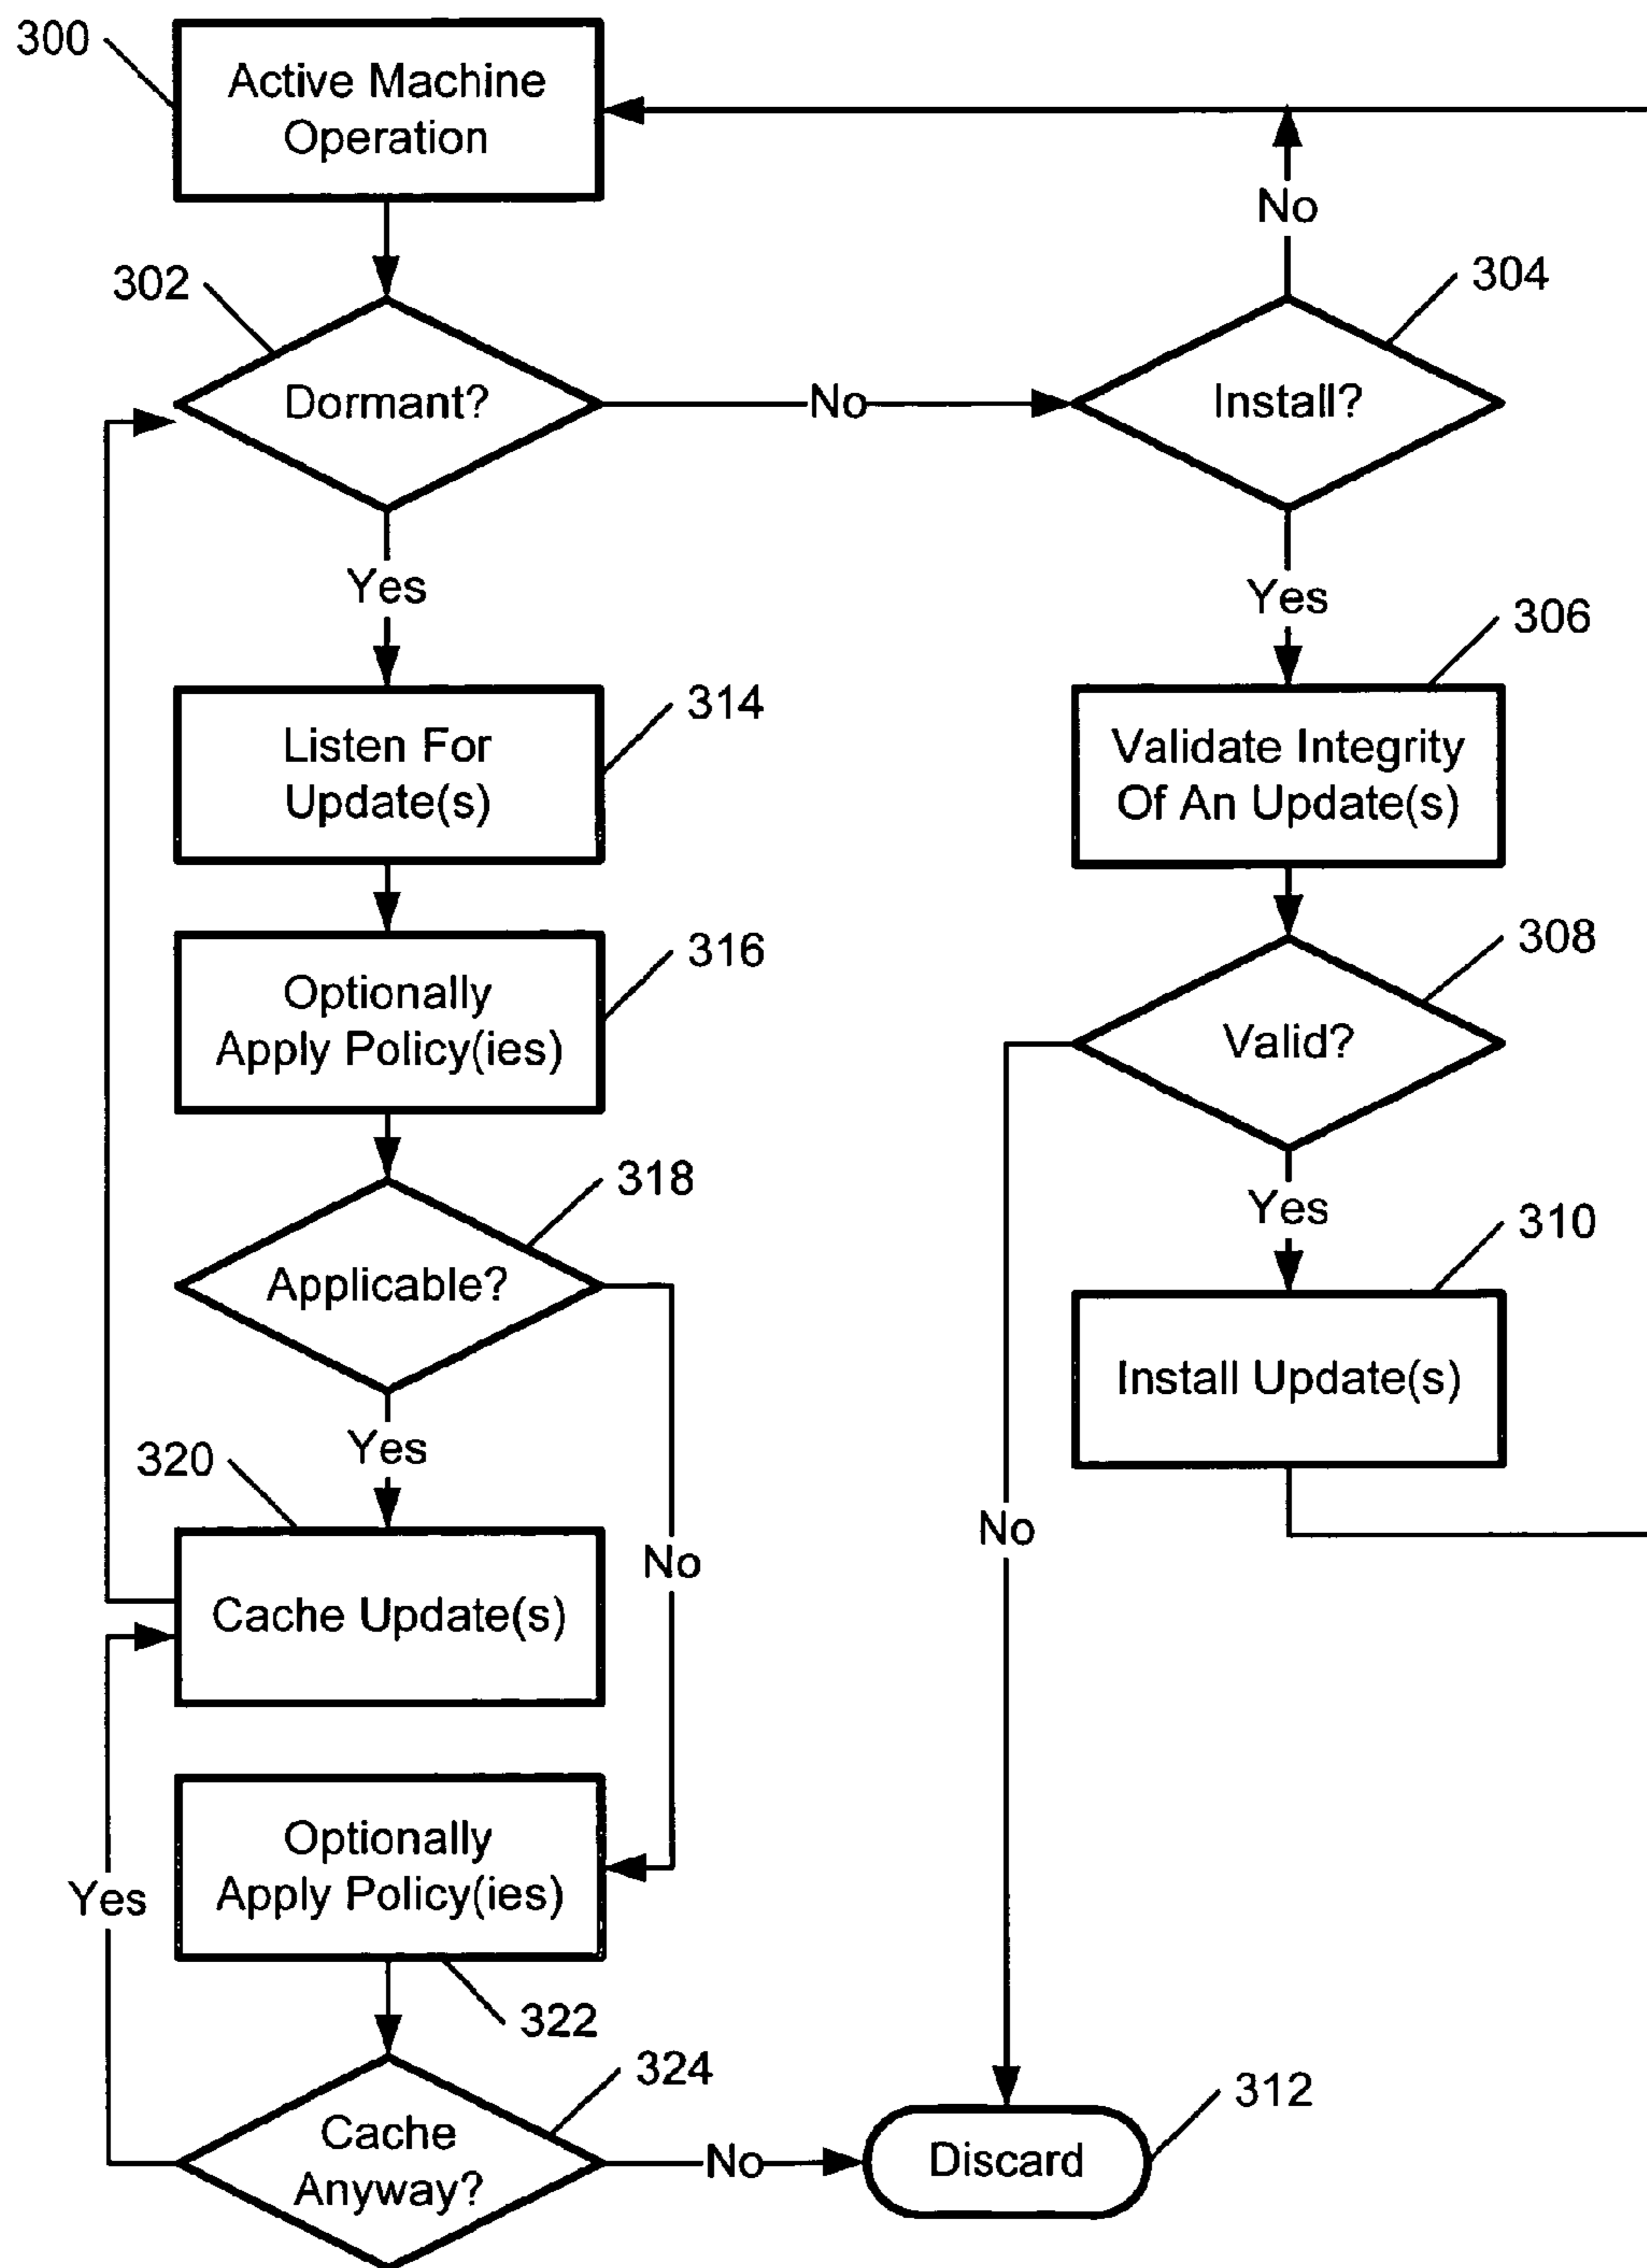 300
Active Machine
Operation
No
302
304
Dormant?
No
Install?
Yes
Yes
306
314
Listen For
Update(s)
Validate Integrity
Of An Update(s)
316
308
Optionally
Apply Policy(ies)
Valid?
318
Yes
310
Applicable?
Install Update(s)
Yes
320
No
No
Cache Update(s)
Optionally
Apply Policy(ies)
Yes
322
324
312
Cache
Anyway?
No
Discard